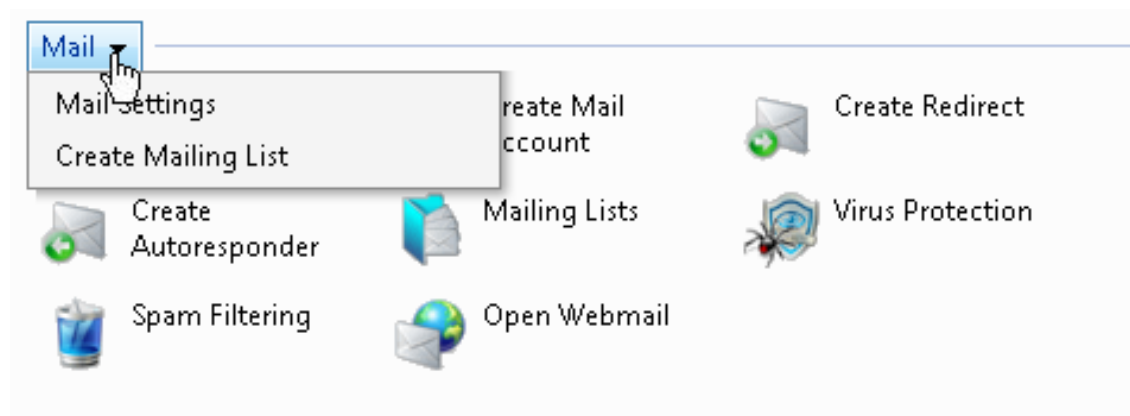 Mail
Mail Settings
Create Mailing List
reate Mail
ccount
Create Redirect
Create
Autoresponder
Mailing Lists
Virus Protection
Spam Filtering
Open Webmail